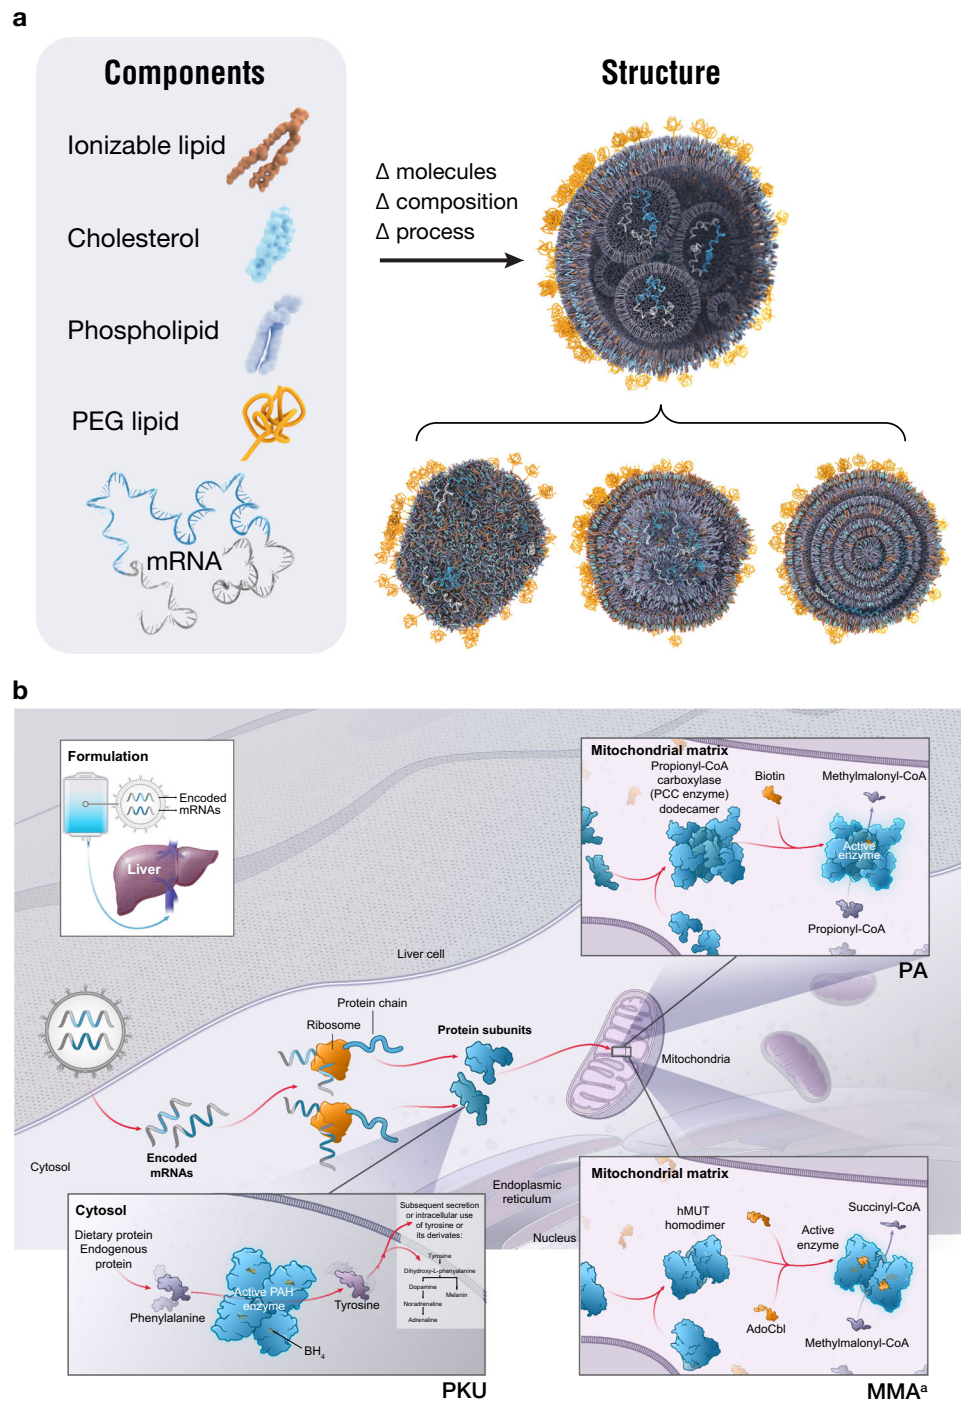 a
Components
Structure
Ionizable lipid
Cholesterol
Phospholipid
PEG lipid
mRNA
Δ molecules
Δ composition
Δ process
b
Formulation
Encoded
mRNAs
Liver
Mitochondrial matrix
Propionyl-CoA
carboxylase
(PCC enzyme)
dodecamer
Biotin
Methylmalonyl-CoA
Active
enzyme
Propionyl-CoA
PA
Liver cell
Protein chain
Ribosome
Protein subunits
Mitochondria
Encoded
mRNAs
Cytosol
Endoplasmic
reticulum
Nucleus
Cytosol
Dietary protein
Endogenous
protein
Phenylalanine
Active PAH
enzyme
BH4
Tyrosine
Subsequent secretion
or intracellular use
of tyrosine or
its derivates:
Tyrosine
Dihydroxy-L-phenylalanine
Dopamine
Melanin
Noradrenaline
Adrenaline
PKU
Mitochondrial matrix
hMUT
homodimer
Succinyl-CoA
Active
enzyme
AdoCbl
Methylmalonyl-CoA
MMAa